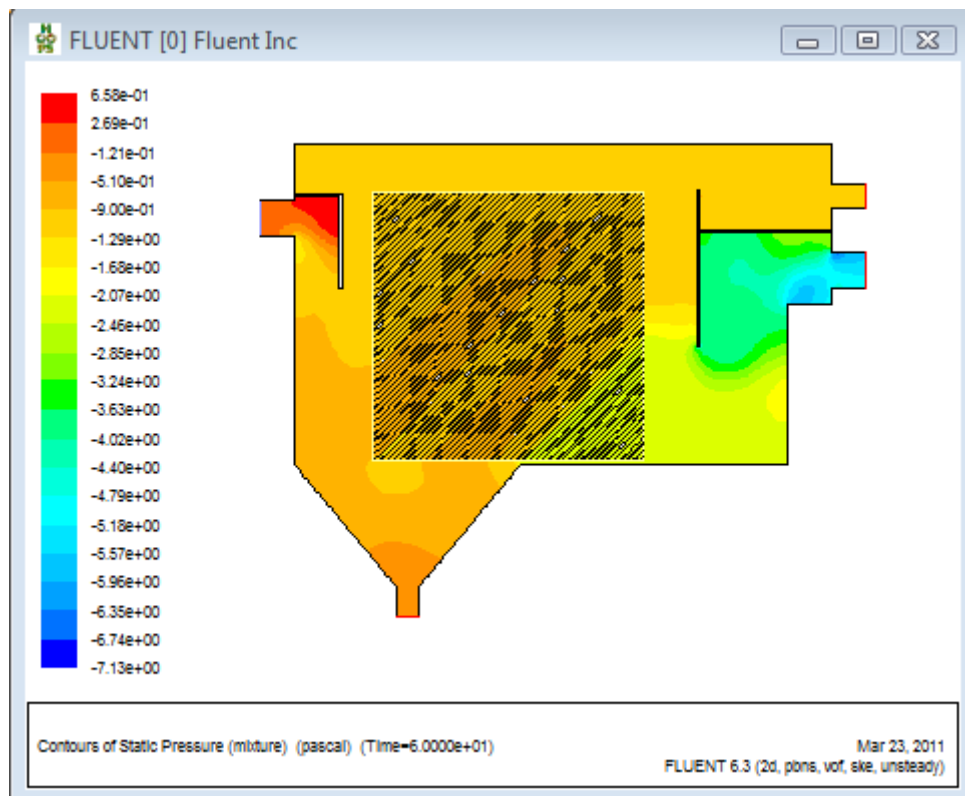 FLUENT [0] Fluent Inc
6.58e-01
2.69e-01
-1.21e-01
-5.10e-01
-9.00e-01
-1.29e+00
-1.68e+00
-2.07e+00
-2.46e+00
-2.85e+00
-3.24e+00
-3.63e+00
-4.02e+00
-4.40e+00
-4.79e+00
-5.18e+00
-5.57e+00
-5.96e+00
-6.35e+00
-6.74e+00
-7.13e+00
Contours of Static Pressure (mixture) (pascal) (Time=6.0000e+01)
Mar 23, 2011
FLUENT 6.3 (2d, pbns, vof, ske, unsteady)